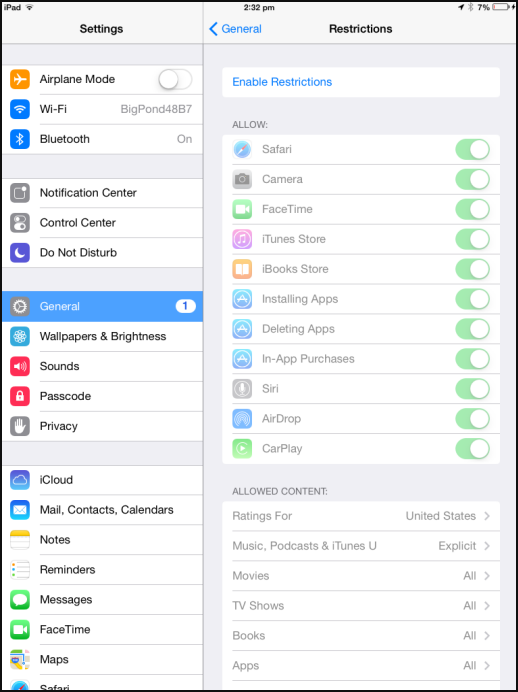 iPad 2:32 pm 7%
Settings
General Restrictions
Airplane Mode
Wi-Fi BigPond48B7
Bluetooth On
Notification Center
Control Center
Do Not Disturb
General 1
Wallpapers & Brightness
Sounds
Passcode
Privacy
iCloud
Mail, Contacts, Calendars
Notes
Reminders
Messages
FaceTime
Maps
Safari
Enable Restrictions
ALLOW:
Safari
Camera
FaceTime
iTunes Store
iBooks Store
Installing Apps
Deleting Apps
In-App Purchases
Siri
AirDrop
CarPlay
ALLOWED CONTENT:
Ratings For United States
Music, Podcasts & iTunes U Explicit
Movies All
TV Shows All
Books All
Apps All